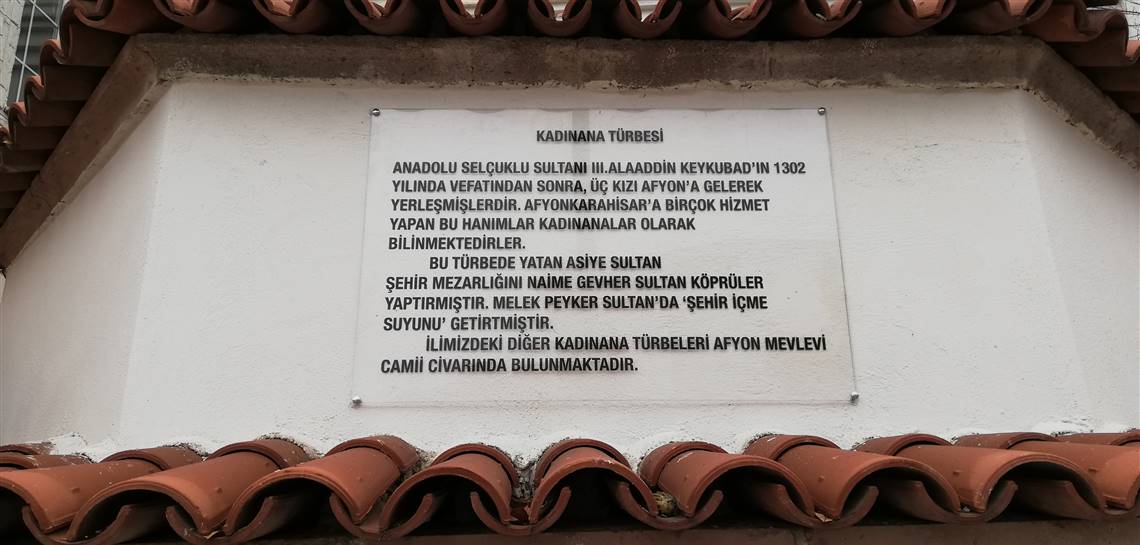 KADINANA TÜRBESİ
ANADOLU SELÇUKLU SULTANI III.ALAADDİN KEYKUBAD'IN 1302
YILINDA VEFATINDAN SONRA, ÜÇ KIZI AFYON'A GELEREK
YERLEŞMİŞLERDİR. AFYONKARAHİSAR'A BİRÇOK HİZMET
YAPAN BU HANIMLAR KADINANALAR OLARAK
BİLİNMEKTEDİRLER.
BU TÜRBEDE YATAN ASİYE SULTAN
ŞEHİR MEZARLIĞINI NAİME GEVHER SULTAN KÖPRÜLER
YAPTIRMIŞTIR. MELEK PEYKER SULTAN'DA 'ŞEHİR İÇME
SUYUNU' GETİRTMİŞTİR.
İLİMİZDEKİ DİĞER KADINANA TÜRBELERİ AFYON MEVLEVİ
CAMİİ CİVARINDA BULUNMAKTADIR.